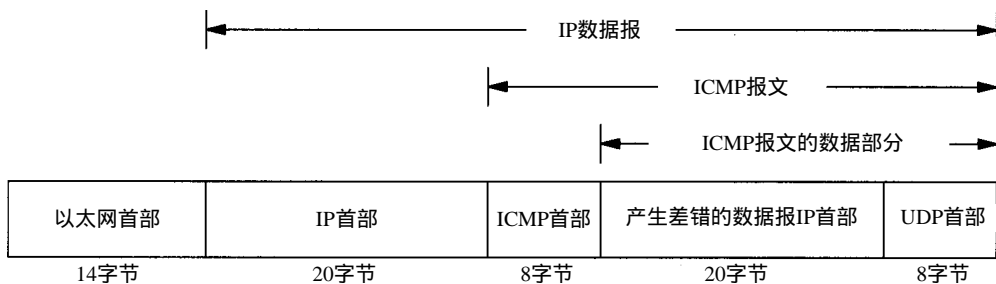 IP数据报
ICMP报文
ICMP报文的数据部分
以太网首部 IP首部 ICMP首部 产生差错的数据报IP首部 UDP首部
14字节 20字节 8字节 20字节 8字节